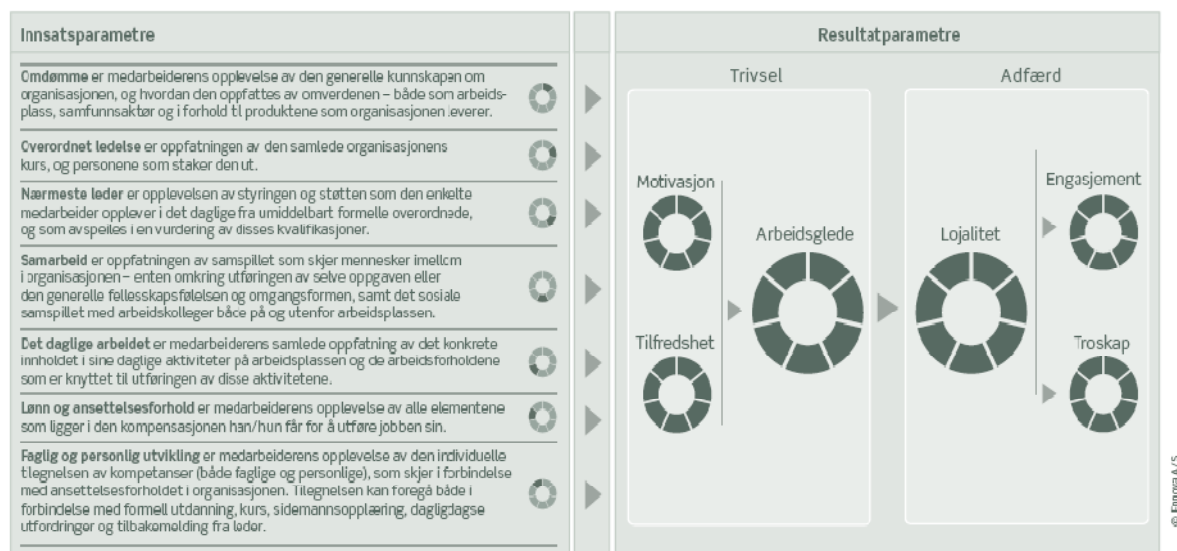 Innsatsparametre
Omdømme er medarbeiderens opplevelse av den generelle kunnskapen om
organisasjonen, og hvordan den oppfattes av omverdenen – både som arbeids-
plass, samfunnsaktør og i forhold tl produktene som organisasjonen leverer.
Overordnet ledelse er oppfatningen av den samlede organisasjonens
kurs, og personene som staker den ut.
Nærmeste leder er opplevelsen av styringen og støtten som den enkelte
medarbeider opplever i det daglige fra umiddelbart formelle overordnede,
og som avspeiles i en vurdering av disses kvalifikasjoner.
Samarbeid er oppfatningen av samspillet som skjer mennesker imellom
i organisasjonen – enten omkring utføringen av selve oppgaven eller
den generelle fellesskapsfølelsen og omgangsformen, samt det sosiale
samspillet med arbeidskolleger både på og utenfor arbeidsplassen.
Det daglige arbeidet er medarbeiderens samlede oppfatning av det konkrete
innholdet i sine daglige aktiviteter på arbeidsplassen og de arbeidsforholdene
som er knyttet til utføringen av disse aktivitetene.
Lønn og ansettelsesforhold er medarbeiderens opplevelse av alle elementene
som ligger i den kompensasjonen han/hun får for å utføre jobben sin.
Faglig og personlig utvikling er medarbeiderens opplevelse av den individuelle
tilegnelsen av kompetanser (både faglige og personlige), som skjer i forbindelse
med ansettelsesforholdet i organisasjonen. Tilegnelsen kan foregå både i
forbindelse med formell utdanning, kurs, sidemannsopplæring, dagligdagse
utfordringer og tilbakemelding fra leder.
Resultatparametre
Trivsel
Adfærd
Motivasjon
Tilfredshet
Arbeidsglede
Lojalitet
Engasjement
Troskap
© Ennova A/S